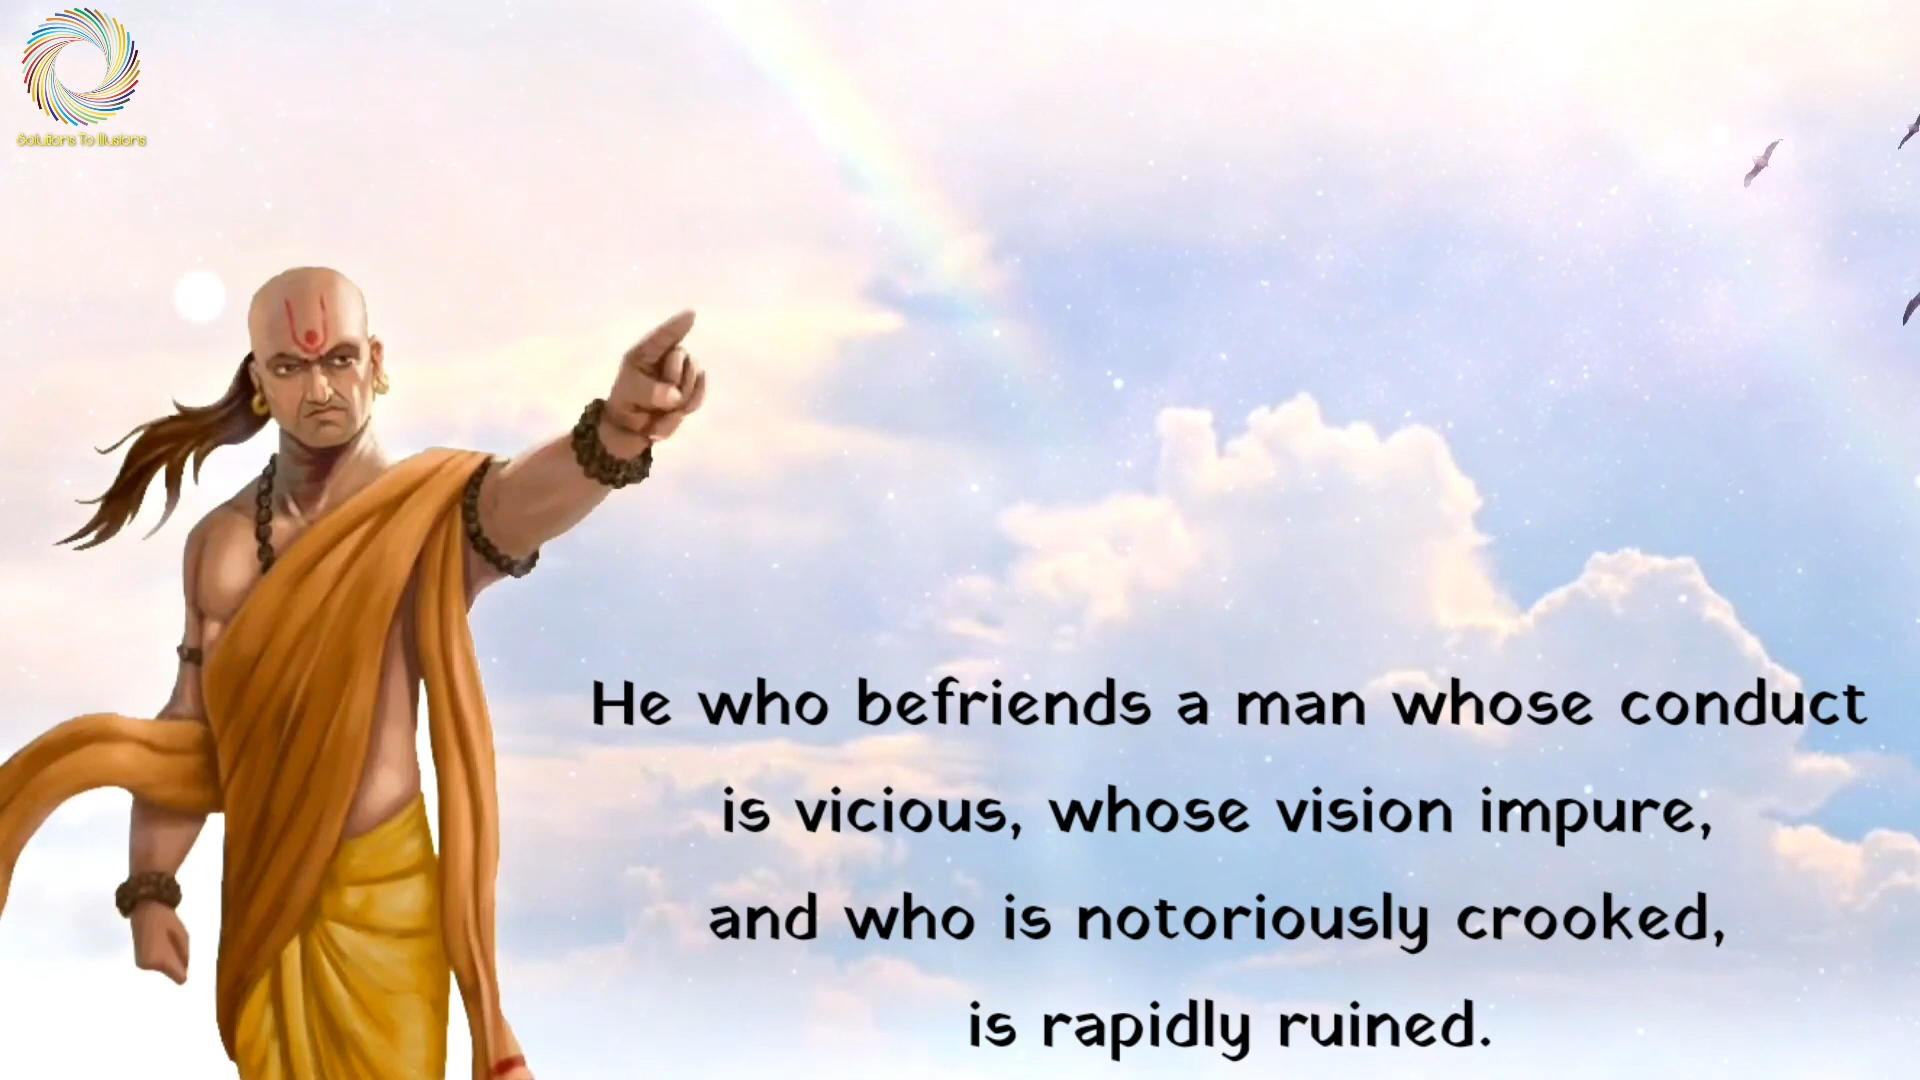 Solutions To Illusions
He who befriends a man whose conduct
is vicious, whose vision impure,
and who is notoriously crooked,
is rapidly ruined.